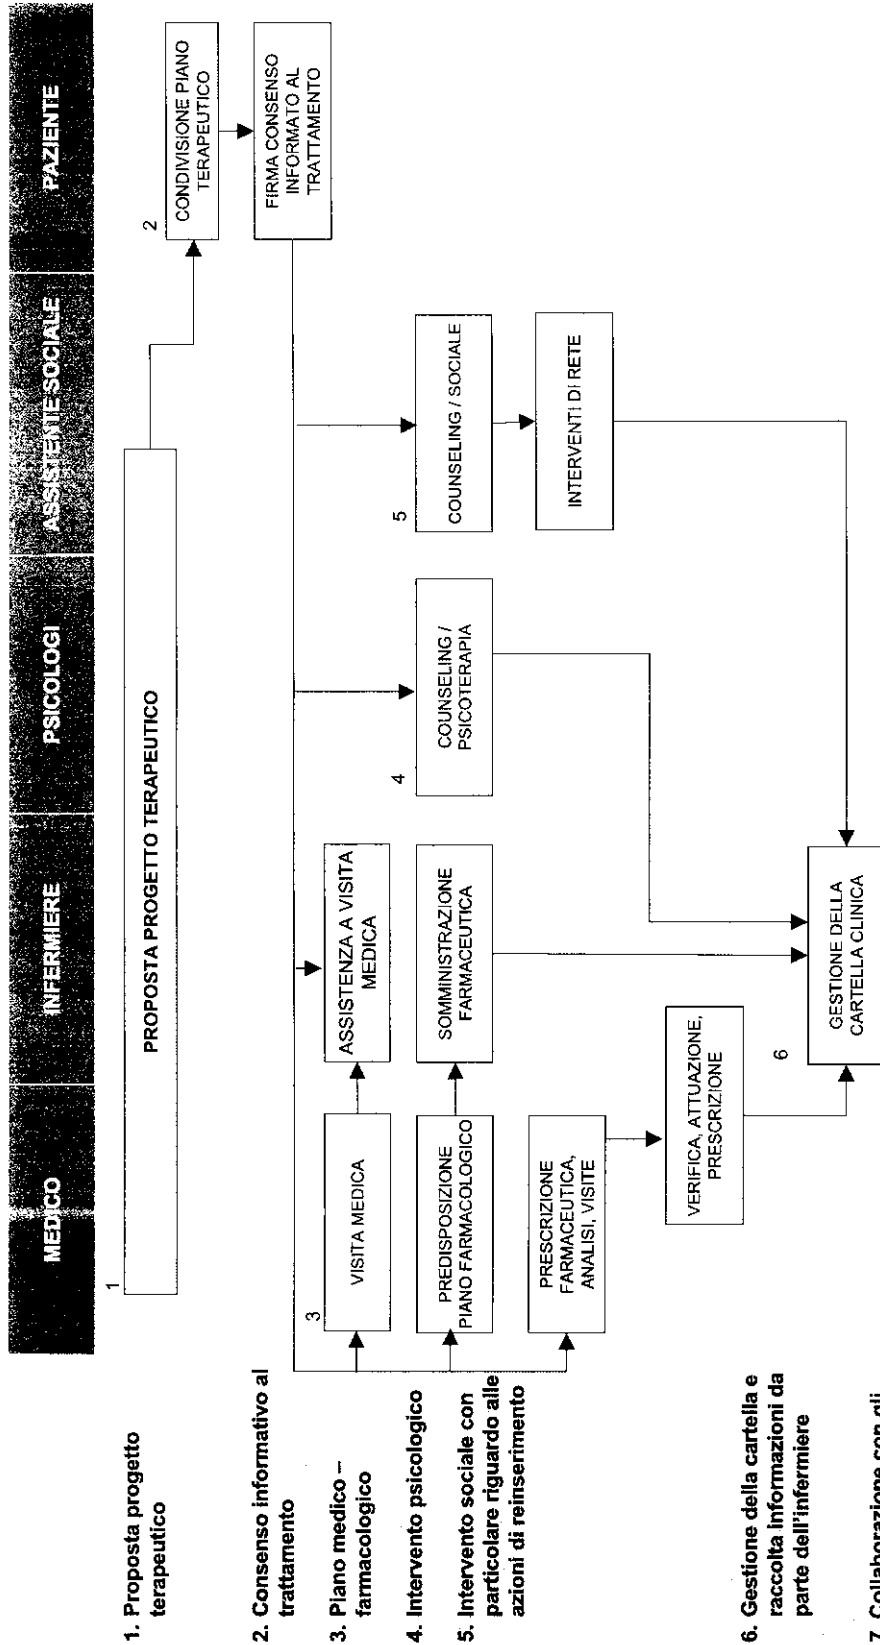 MEDICO
INFERMIERE
PSICOLOGI
ASSISTENTE SOCIALE
PAZIENTE
1. Proposta progetto
terapeutico
1
PROPOSTA PROGETTO TERAPEUTICO
2
CONDIVISIONE PIANO
TERAPEUTICO
2. Consenso informativo al
trattamento
FIRMA CONSENSO
INFORMATO AL
TRATTAMENTO
3. Piano medico –
farmacologico
3
VISITA MEDICA
ASSISTENZA A VISITA
MEDICA
4. Intervento psicologico
PREDISPOSIZIONE
PIANO FARMACOLOGICO
SOMMINISTRAZIONE
FARMACEUTICA
4
COUNSELING /
PSICOTERAPIA
5
COUNSELING / SOCIALE
5. Intervento sociale con
particolare riguardo alle
azioni di reinserimento
PRESCRIZIONE
FARMACEUTICA,
ANALISI, VISITE
INTERVENTI DI RETE
VERIFICA, ATTUAZIONE,
PRESCRIZIONE
6. Gestione della cartella e
raccolta informazioni da
parte dell'infermiere
6
GESTIONE DELLA
CARTELLA CLINICA
7. Collaborazione con gli